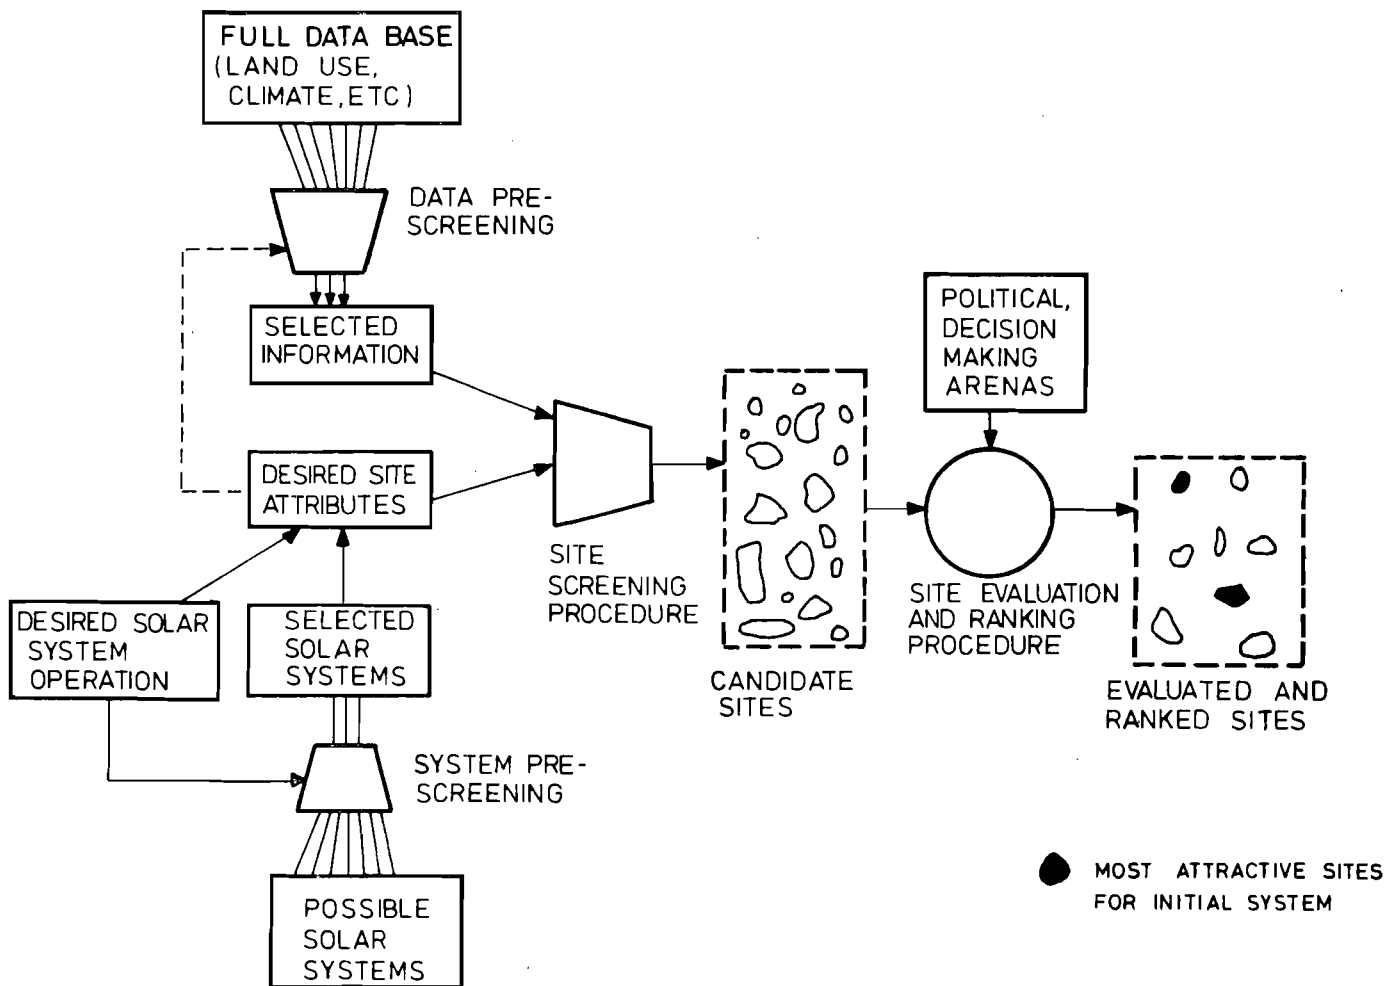 FULL DATA BASE
(LAND USE,
CLIMATE, ETC)
DATA PRE-
SCREENING
SELECTED
INFORMATION
POLITICAL,
DECISION
MAKING
ARENAS
DESIRED SITE
ATTRIBUTES
SITE
SCREENING
PROCEDURE
DESIRED SOLAR
SYSTEM
OPERATION
SELECTED
SOLAR
SYSTEMS
SITE EVALUATION
AND RANKING
PROCEDURE
CANDIDATE
SITES
EVALUATED AND
RANKED SITES
SYSTEM PRE-
SCREENING
POSSIBLE
SOLAR
SYSTEMS
MOST ATTRACTIVE SITES
FOR INITIAL SYSTEM